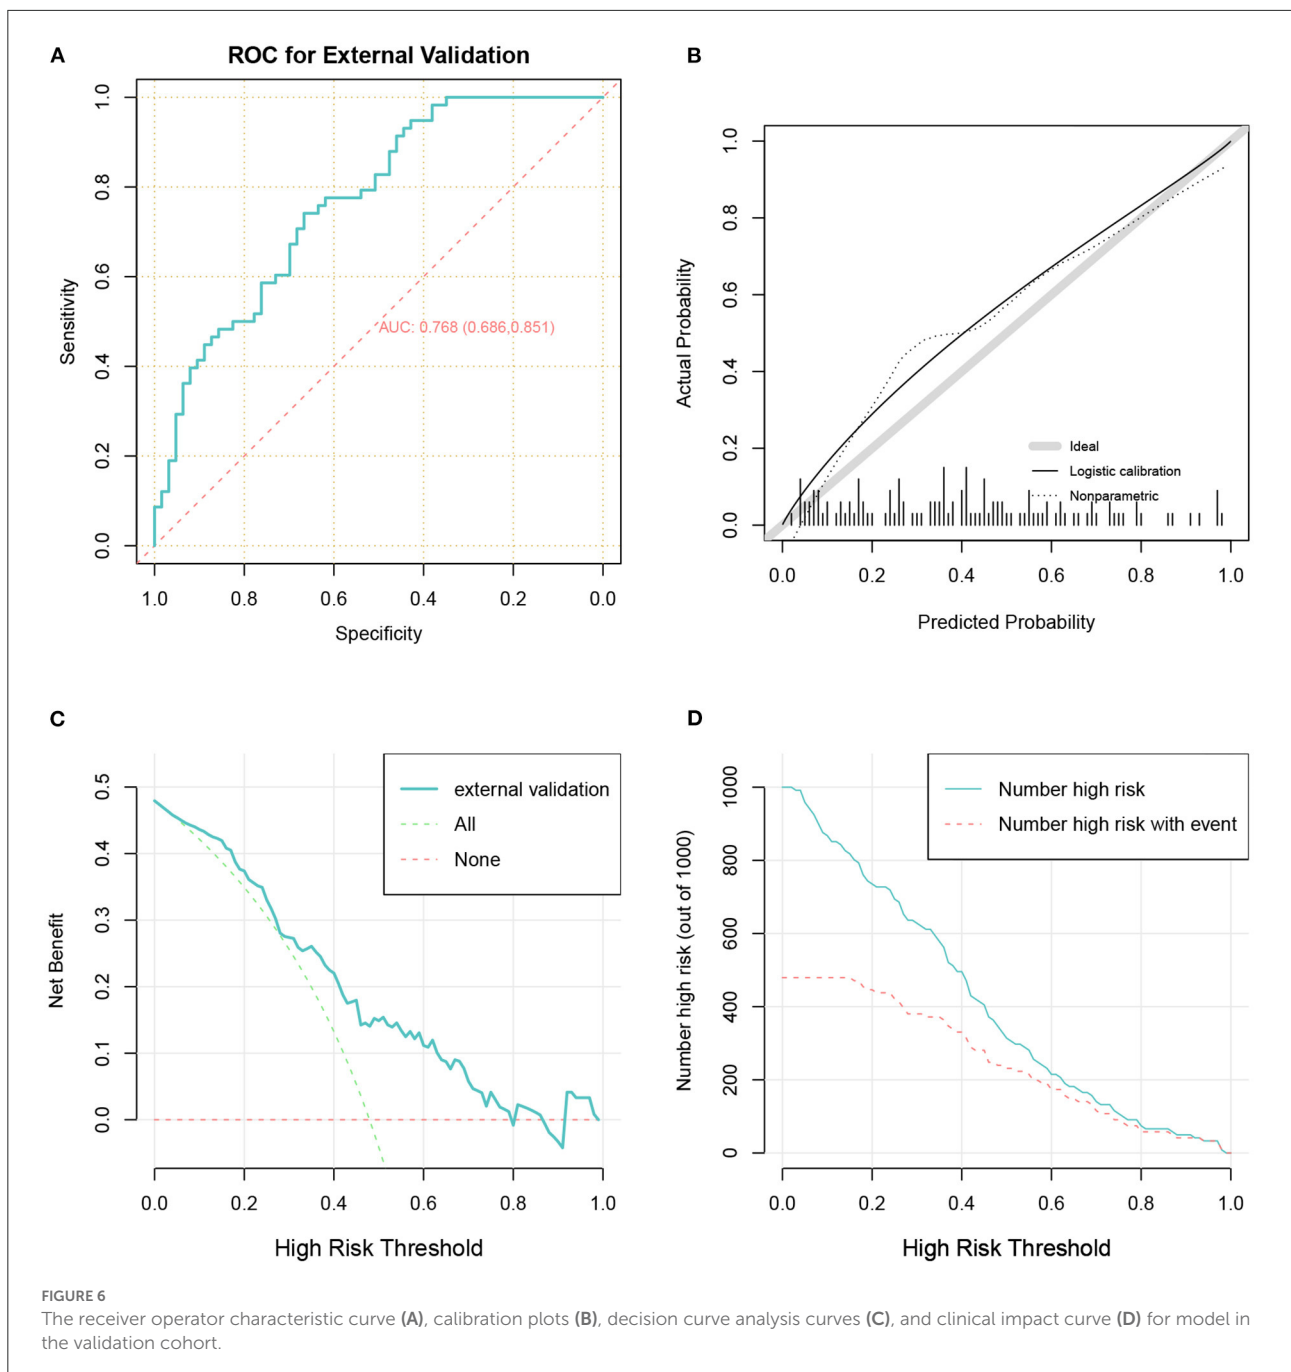 A
ROC for External Validation
Sensitivity
0.0
0.2
0.4
0.6
0.8
1.0
AUC: 0.768 (0.686,0.851)
1.0 0.8 0.6 0.4 0.2 0.0
Specificity
B
Actual Probability
0.0
0.2
0.4
0.6
0.8
1.0
Ideal
Logistic calibration
Nonparametric
0.0 0.2 0.4 0.6 0.8 1.0
Predicted Probability
C
Net Benefit
0.0
0.1
0.2
0.3
0.4
0.5
external validation
All
None
0.0 0.2 0.4 0.6 0.8 1.0
High Risk Threshold
D
Number high risk (out of 1000)
0
200
400
600
800
1000
Number high risk
Number high risk with event
0.0 0.2 0.4 0.6 0.8 1.0
High Risk Threshold
FIGURE 6
The receiver operator characteristic curve (A), calibration plots (B), decision curve analysis curves (C), and clinical impact curve (D) for model in
the validation cohort.